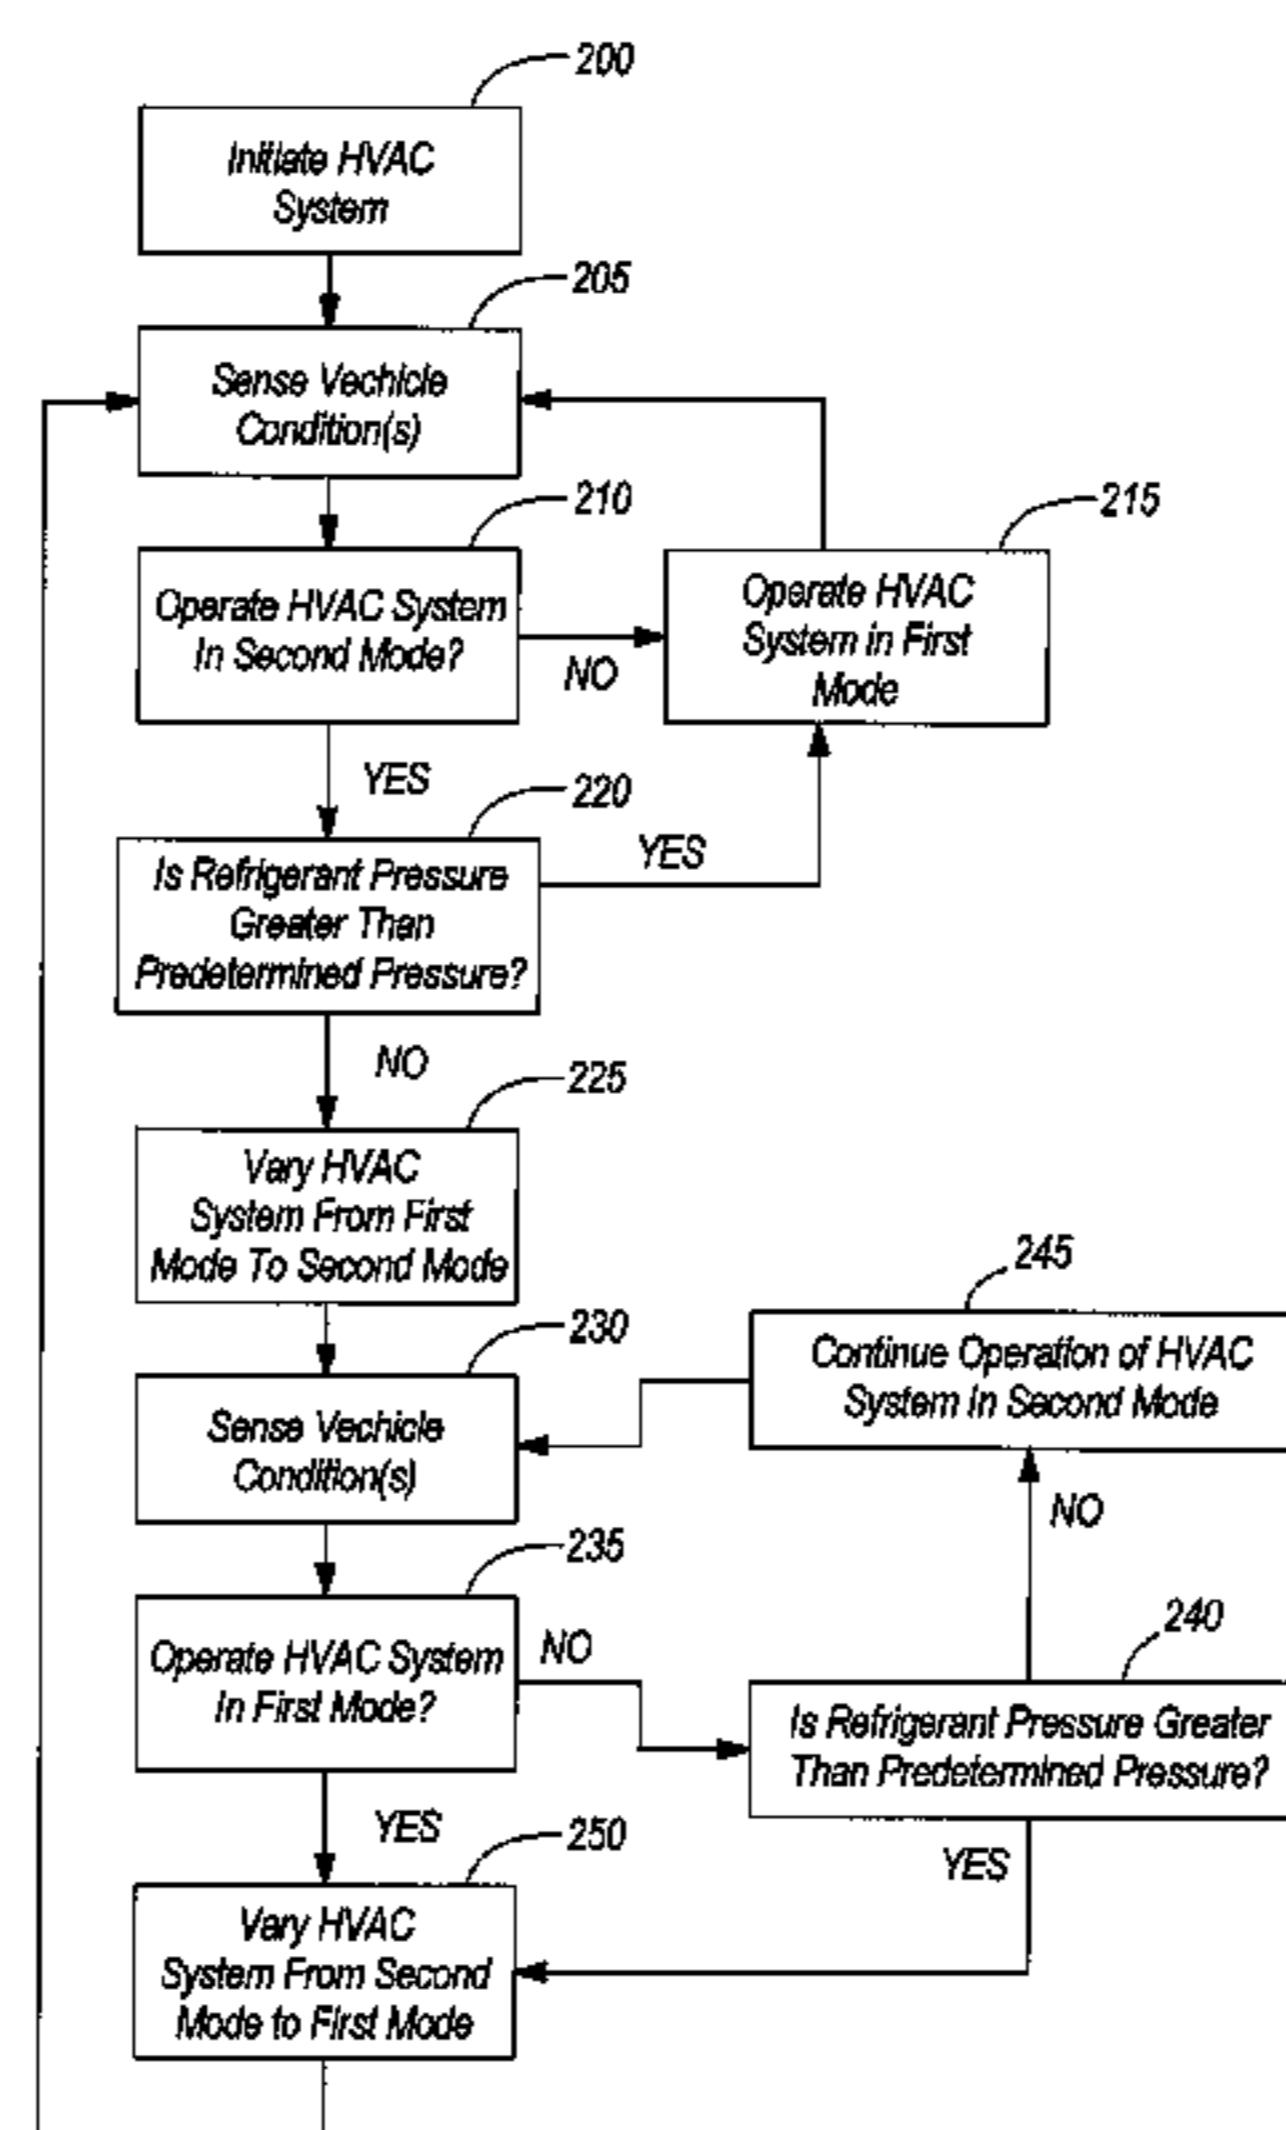 200
Initiate HVAC
System
205
Sense Vechicle
Condition(s)
210
Operate HVAC System
In Second Mode?
NO
215
Operate HVAC
System in First
Mode
YES
220
Is Refrigerant Pressure
Greater Than
Predetermined Pressure?
YES
NO
225
Vary HVAC
System From First
Mode To Second Mode
230
Sense Vechicle
Condition(s)
245
Continue Operation of HVAC
System In Second Mode
NO
235
Operate HVAC System
In First Mode?
NO
240
Is Refrigerant Pressure Greater
Than Predetermined Pressure?
YES
YES
250
Vary HVAC
System From Second
Mode to First Mode